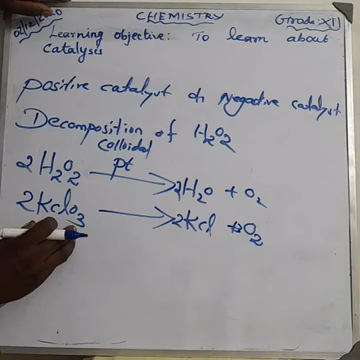 CHEMISTRY
Grade:XI
Learning objective: To learn about
Catalysis
Positive catalyst or Negative catalyst
Decomposition of H2O2
Colloidal
2H2O2 Pt → 2H2O + O2
2KClO3 → 2KCl + 3O2